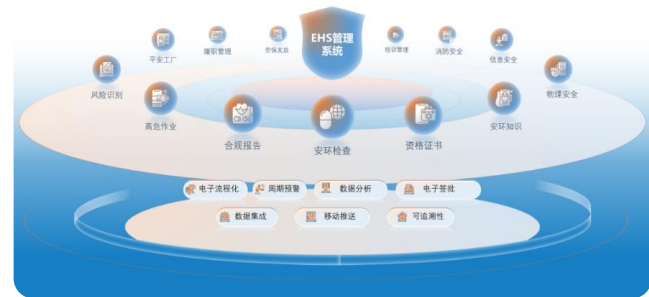 EHS管理
系统
平安工厂
履职管理
劳保发放
培训管理
消防安全
信息安全
风险识别
物理安全
高危作业
合规报告
安环检查
资格证书
安环知识
电子流程化
周期预警
数据分析
电子签批
数据集成
移动推送
可追溯性